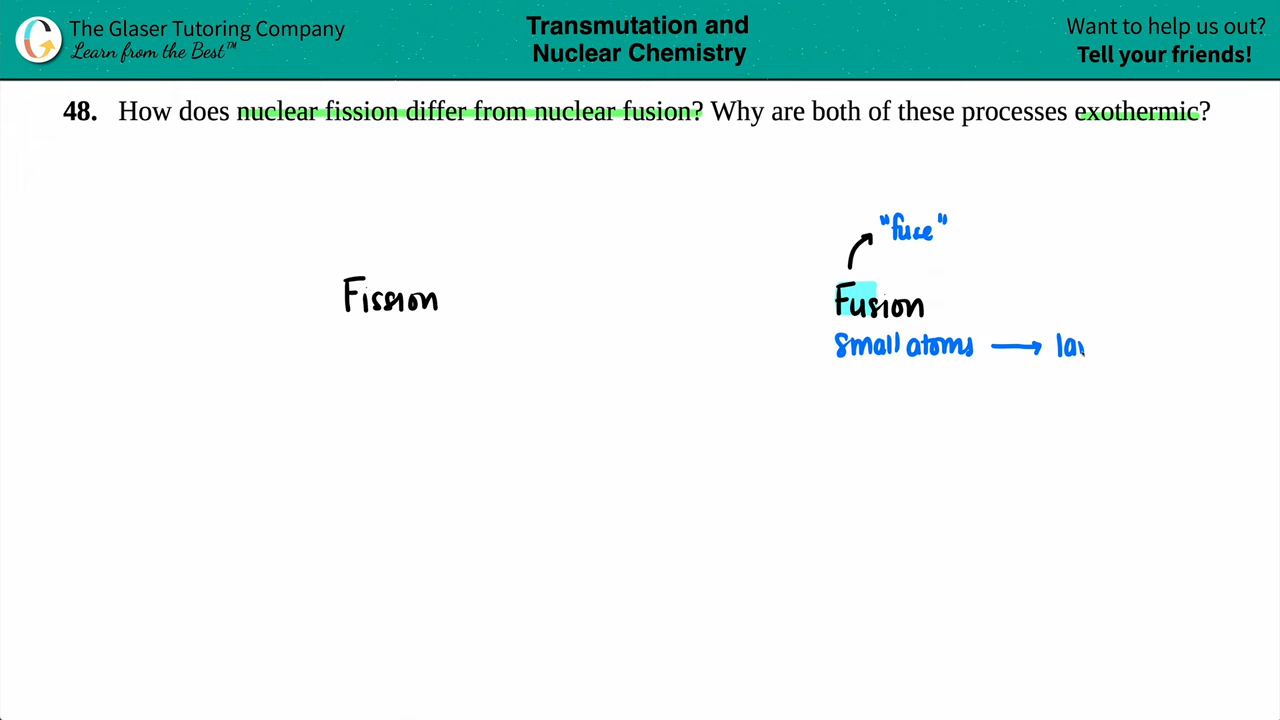 The Glaser Tutoring Company
Learn from the Best™
Transmutation and
Nuclear Chemistry
Want to help us out?
Tell your friends!
48. How does nuclear fission differ from nuclear fusion? Why are both of these processes exothermic?
"fuse"
Fission
Fusion
small atoms → la